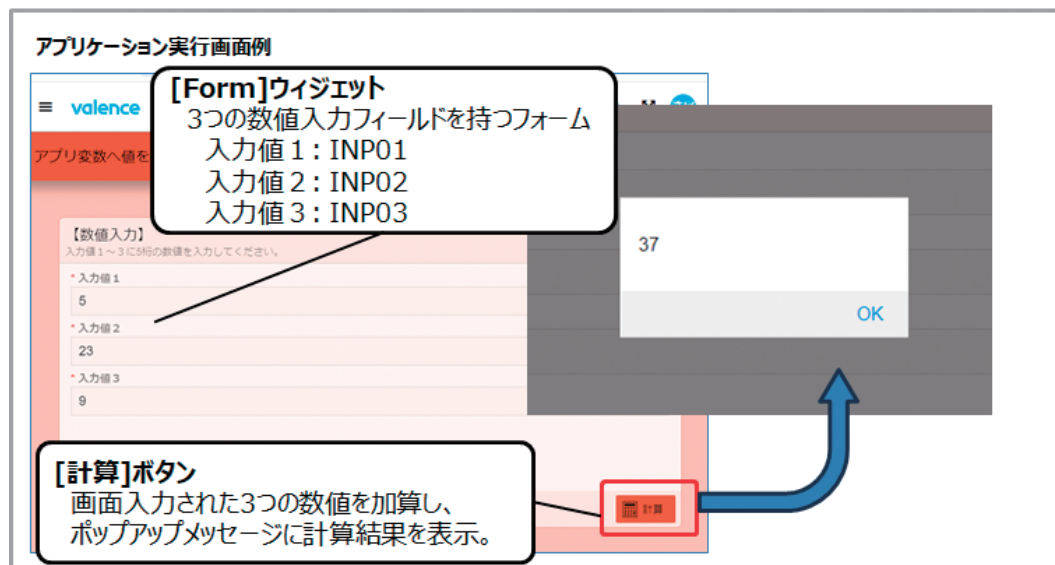 アプリケーション実行画面例
[Form]ウィジェット
3つの数値入力フィールドを持つフォーム
入力値1:INP01
入力値2:INP02
入力値3:INP03
≡ valence
アプリ変数へ値を
【数値入力】
入力値1～3に5桁の数値を入力してください。
*入力値1
5
*入力値2
23
*入力値3
9
37
OK
[計算]ボタン
画面入力された3つの数値を加算し、
ポップアップメッセージに計算結果を表示。
計算